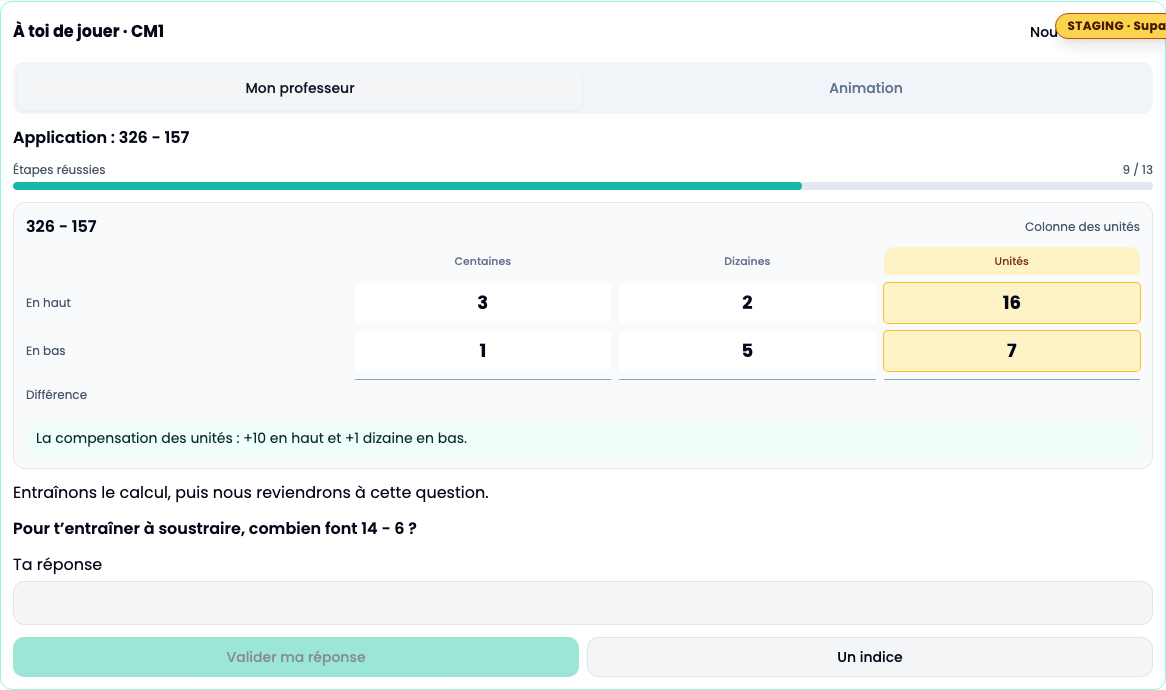 À toi de jouer · CM1
Nou
STAGING · Supa
Mon professeur
Animation
Application : 326 − 157
Étapes réussies
9 / 13
326 − 157
Colonne des unités
Centaines
Dizaines
Unités
En haut
3
2
16
En bas
1
5
7
Différence
La compensation des unités : +10 en haut et +1 dizaine en bas.
Entraînons le calcul, puis nous reviendrons à cette question.
Pour t’entraîner à soustraire, combien font 14 − 6 ?
Ta réponse
Valider ma réponse
Un indice